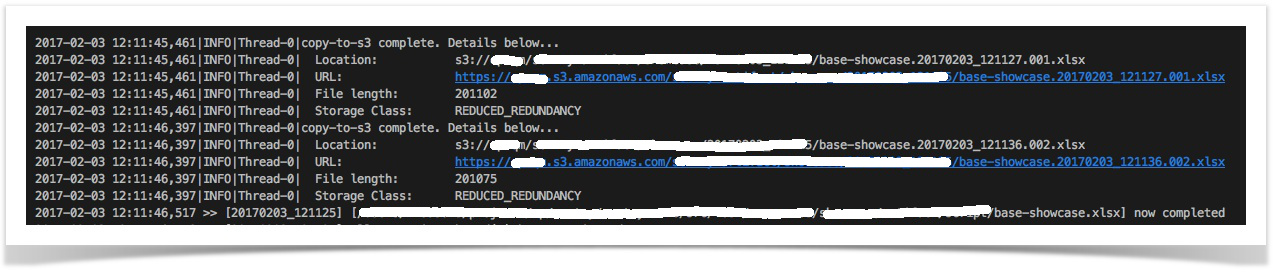 2017-02-03 12:11:45,461|INFO|Thread-0|copy-to-s3 complete. Details below...
2017-02-03 12:11:45,461|INFO|Thread-0|  Location:          s3:// /base-showcase.20170203_121127.001.xlsx
2017-02-03 12:11:45,461|INFO|Thread-0|  URL:               https:// .s3.amazonaws.com/ /base-showcase.20170203_121127.001.xlsx
2017-02-03 12:11:45,461|INFO|Thread-0|  File length:       201102
2017-02-03 12:11:45,461|INFO|Thread-0|  Storage Class:     REDUCED_REDUNDANCY
2017-02-03 12:11:46,397|INFO|Thread-0|copy-to-s3 complete. Details below...
2017-02-03 12:11:46,397|INFO|Thread-0|  Location:          s3:// /base-showcase.20170203_121136.002.xlsx
2017-02-03 12:11:46,397|INFO|Thread-0|  URL:               https:// .s3.amazonaws.com/ /base-showcase.20170203_121136.002.xlsx
2017-02-03 12:11:46,397|INFO|Thread-0|  File length:       201075
2017-02-03 12:11:46,397|INFO|Thread-0|  Storage Class:     REDUCED_REDUNDANCY
2017-02-03 12:11:46,517 >> [20170203_121125] [ /base-showcase.xlsx] now completed